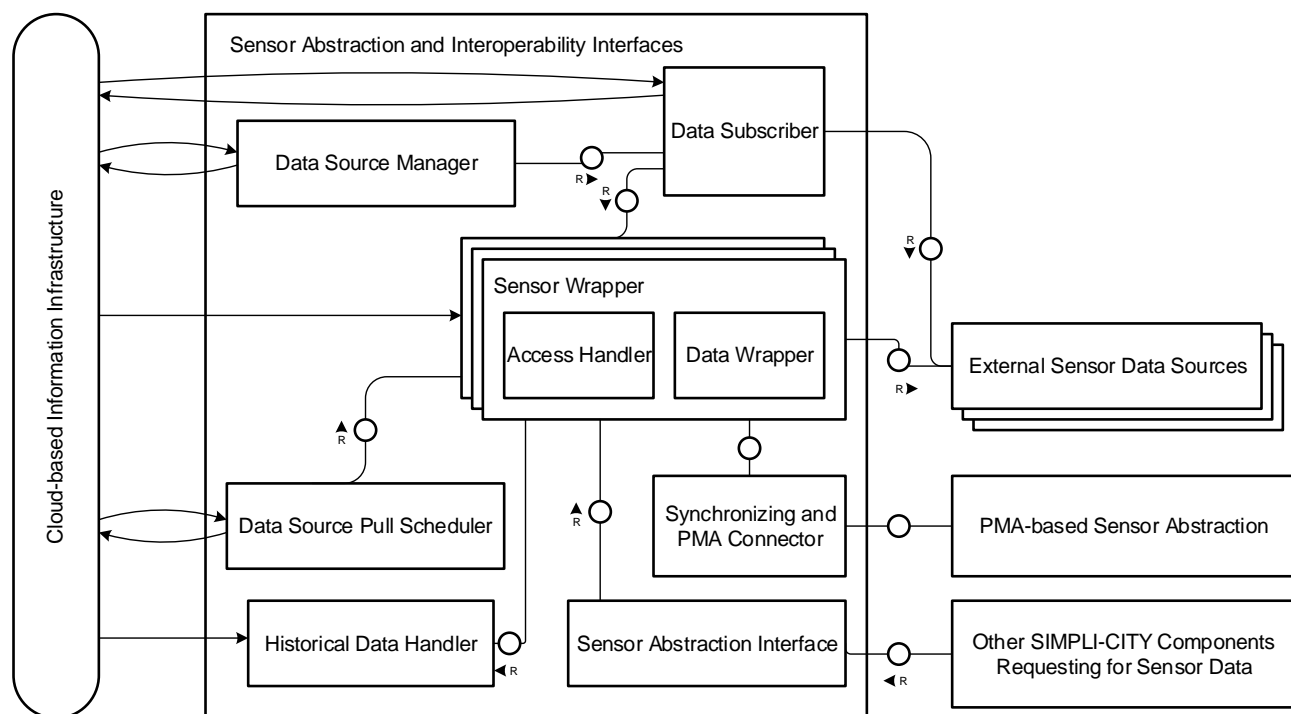 Cloud-based Information Infrastructure
Sensor Abstraction and Interoperability Interfaces
Data Subscriber
Data Source Manager
R
R
R
Sensor Wrapper
Access Handler
Data Wrapper
R
External Sensor Data Sources
R
Data Source Pull Scheduler
R
Synchronizing and
PMA Connector
PMA-based Sensor Abstraction
Historical Data Handler
R
Sensor Abstraction Interface
R
Other SIMPLI-CITY Components
Requesting for Sensor Data